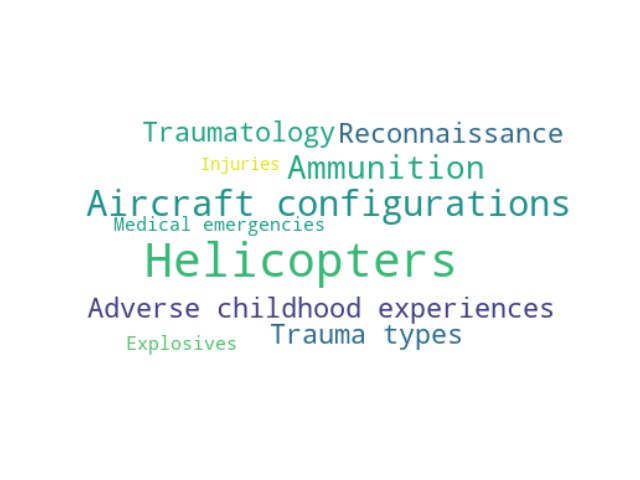 Traumatology Reconnaissance
Injuries Ammunition
Aircraft configurations
Medical emergencies
Helicopters
Adverse childhood experiences
Trauma types
Explosives